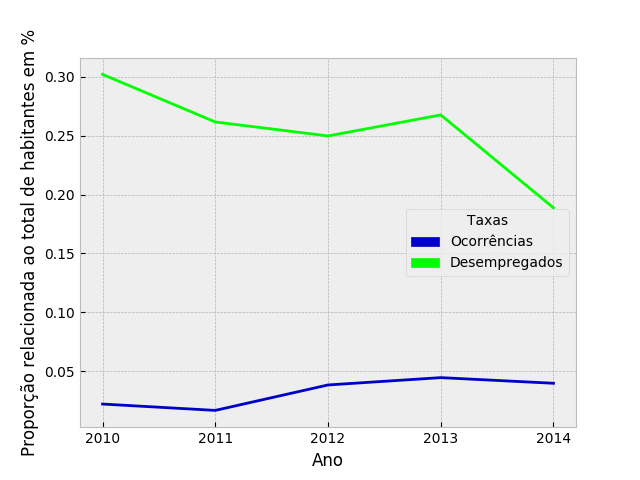 Proporção relacionada ao total de habitantes em %
0.30
0.25
0.20
0.15
0.10
0.05
Taxas
Ocorrências
Desempregados
2010 2011 2012 2013 2014
Ano